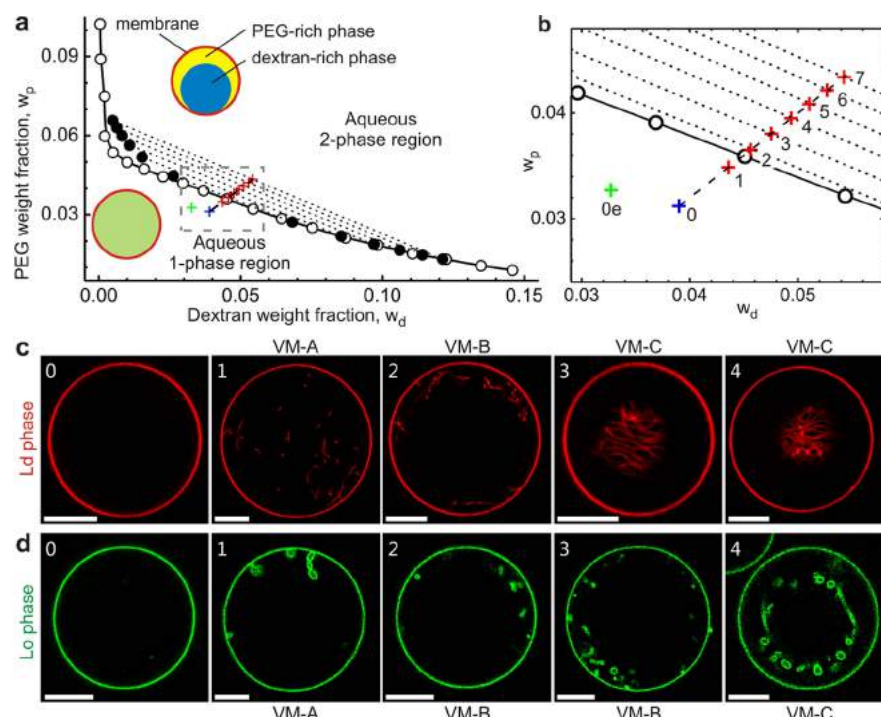 a
membrane
PEG-rich phase
dextran-rich phase
Aqueous
2-phase region
Aqueous
1-phase region
PEG weight fraction, wp
0.09
0.06
0.03
0.00
0.05
0.10
0.15
Dextran weight fraction, wd
b
wp
0.04
0.03
7
6
5
4
3
2
1
0
0e
0.03
0.04
0.05
wd
c
VM-A
VM-B
VM-C
VM-C
Ld phase
0
1
2
3
4
d
Lo phase
0
1
2
3
4
VM-A
VM-B
VM-B
VM-C